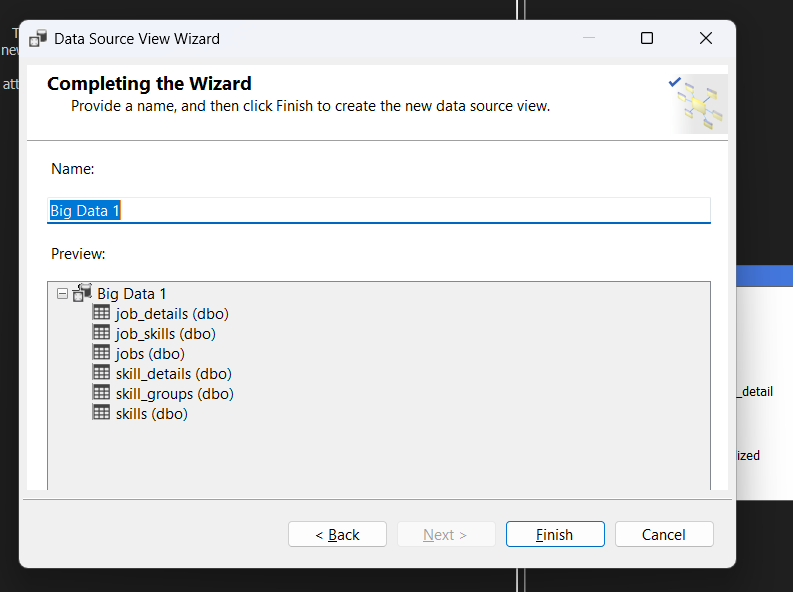 T
new
att
Data Source View Wizard
Completing the Wizard
Provide a name, and then click Finish to create the new data source view.
Name:
Big Data 1
Preview:
Big Data 1
job_details (dbo)
job_skills (dbo)
jobs (dbo)
skill_details (dbo)
skill_groups (dbo)
skills (dbo)
_detail
ized
< Back
Next >
Finish
Cancel